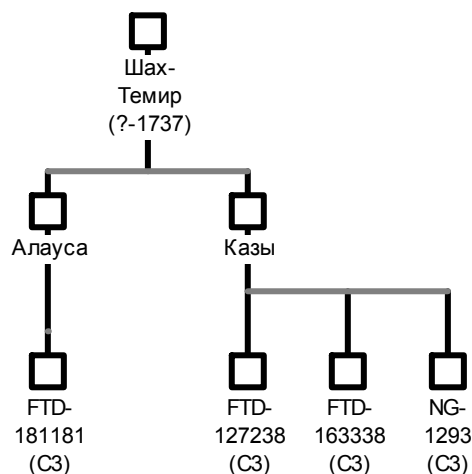 Шах-
Темир
(?-1737)
Алауса
Казы
FTD-
181181
(C3)
FTD-
127238
(C3)
FTD-
163338
(C3)
NG-
1293
(C3)